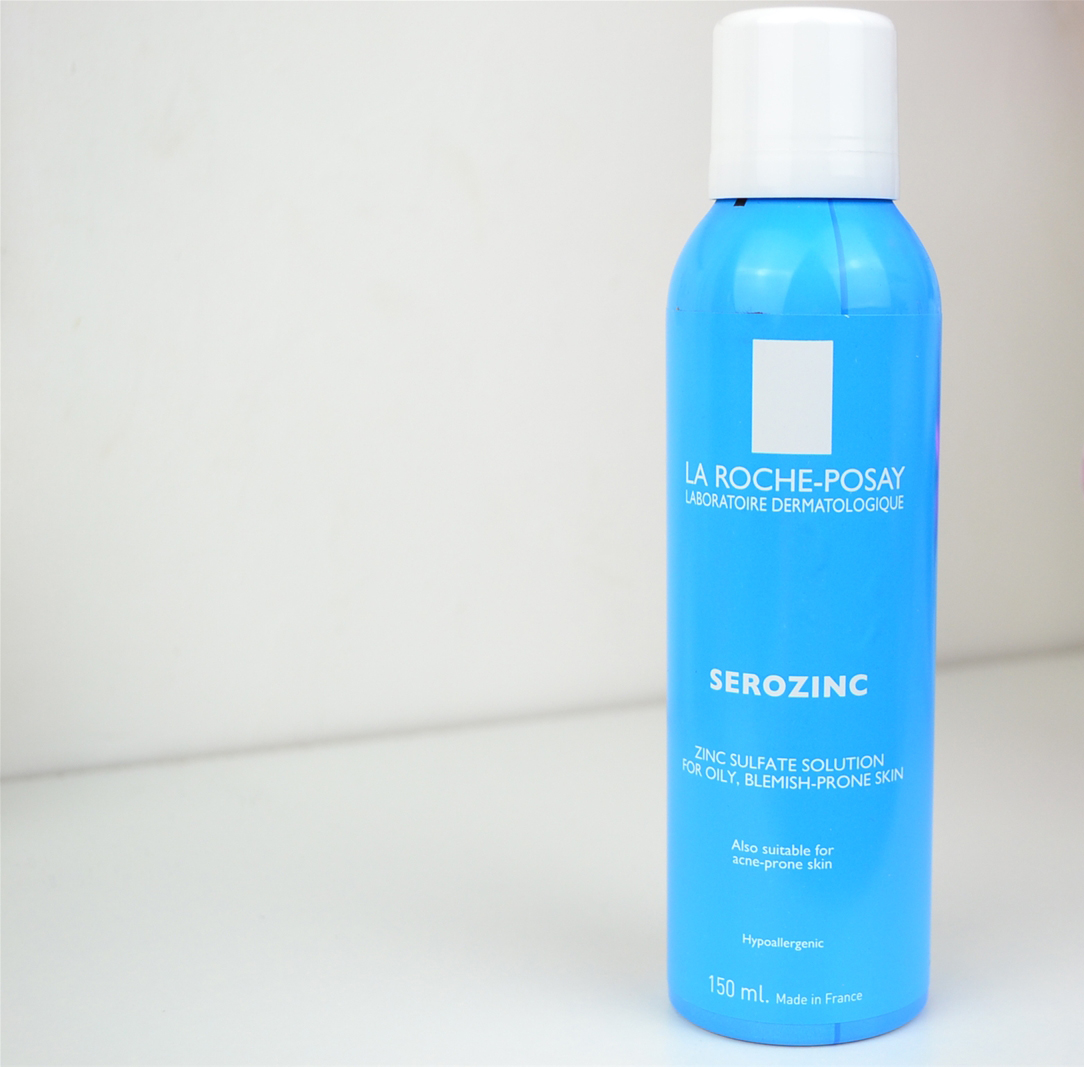 LA ROCHE-POSAY
LABORATOIRE DERMATOLOGIQUE
SEROZINC
ZINC SULFATE SOLUTION
FOR OILY, BLEMISH-PRONE SKIN
Also suitable for
acne-prone skin
Hypoallergenic
150 ml. Made in France